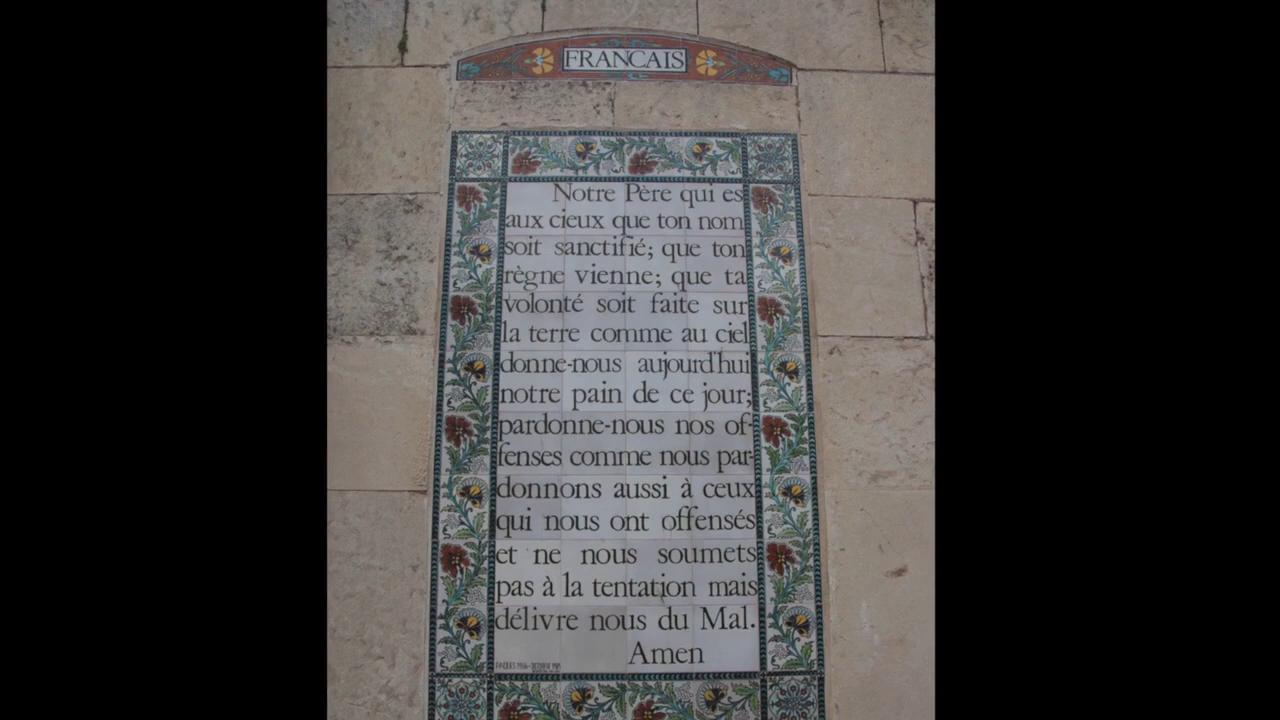 FRANCAIS
Notre Père qui es
aux cieux que ton nom
soit sanctifié; que ton
règne vienne; que ta
volonté soit faite sur
la terre comme au ciel
donne-nous aujourd'hui
notre pain de ce jour;
pardonne-nous nos of-
fenses comme nous par-
donnons aussi à ceux
qui nous ont offensés
et ne nous soumets
pas à la tentation mais
délivre nous du Mal.
Amen